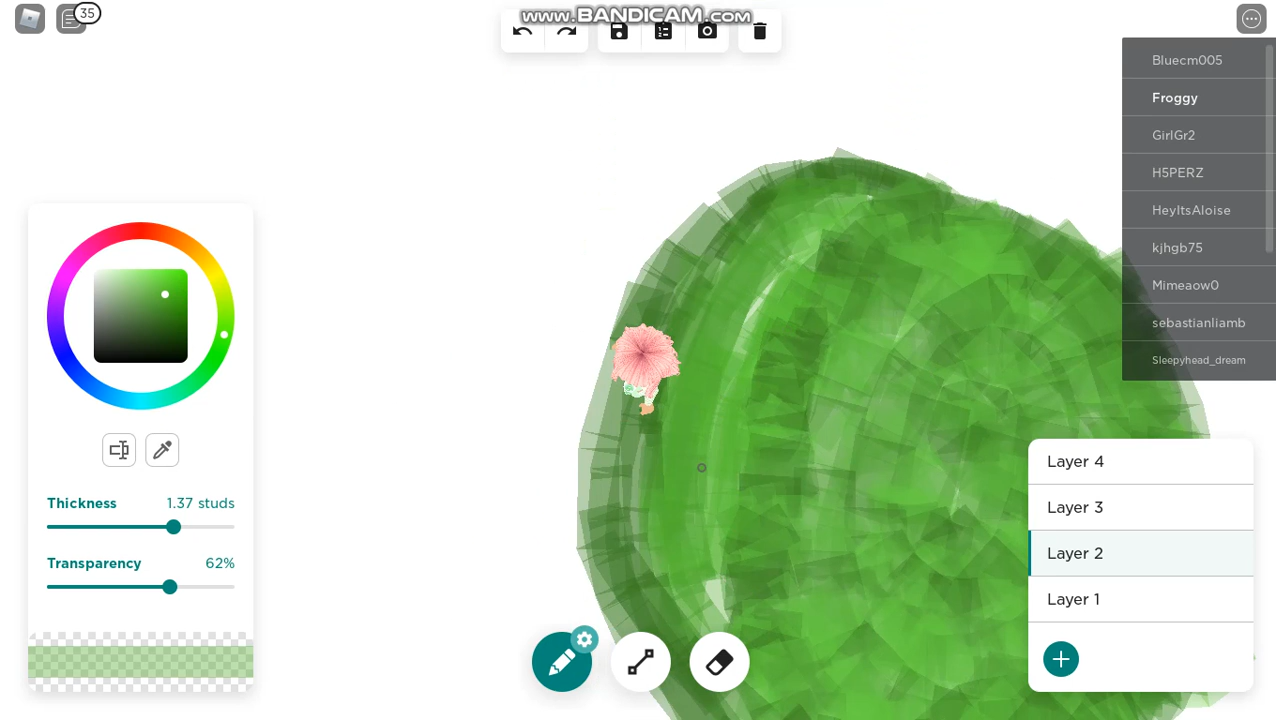 35
www.BANDICAM.com
Bluecm005
Froggy
GirlGr2
H5PERZ
HeyItsAloise
kjhgb75
Mimeaow0
sebastianliamb
Sleepyhead_dream
Thickness 1.37 studs
Transparency 62%
Layer 4
Layer 3
Layer 2
Layer 1